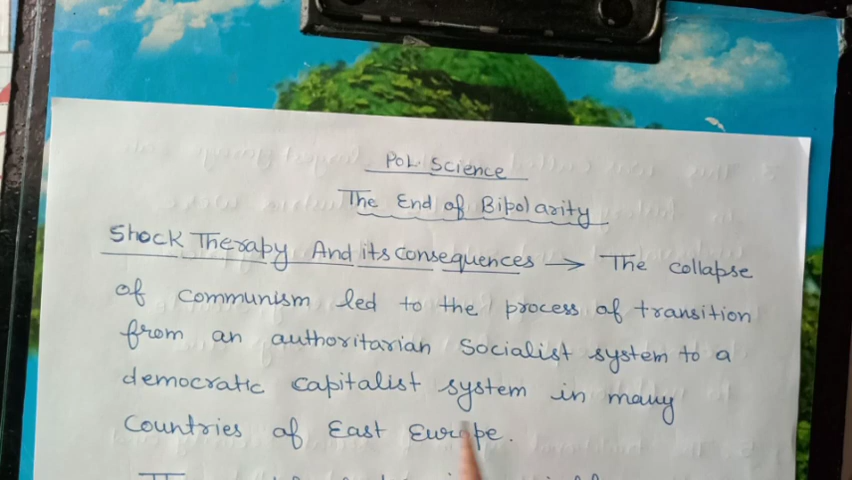 Pol. Science
The End of Bipolarity
Shock Therapy And its consequences → The collapse
of communism led to the process of transition
from an authoritarian Socialist system to a
democratic capitalist system in many
Countries of East Europe.